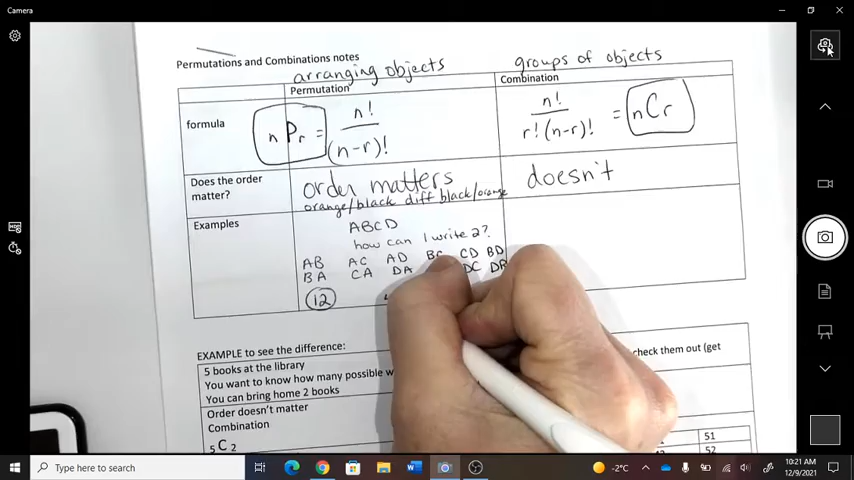 Camera
Permutations and Combinations notes
arranging objects
groups of objects
Permutation
Combination
formula
nPr = n! / (n-r)!
n! / r!(n-r)! = nCr
Does the order matter?
order matters
orange/black diff black/orange
doesn't
Examples
ABCD
how can I write 2?
AB AC AD BC CD BD
BA CA DA DC DB
12
EXAMPLE to see the difference:
5 books at the library
You want to know how many possible
You can bring home 2 books
Order doesn't matter
Combination
5 C 2
check them out (get
51
52
Type here to search
-2°C
10:21 AM
12/9/2021